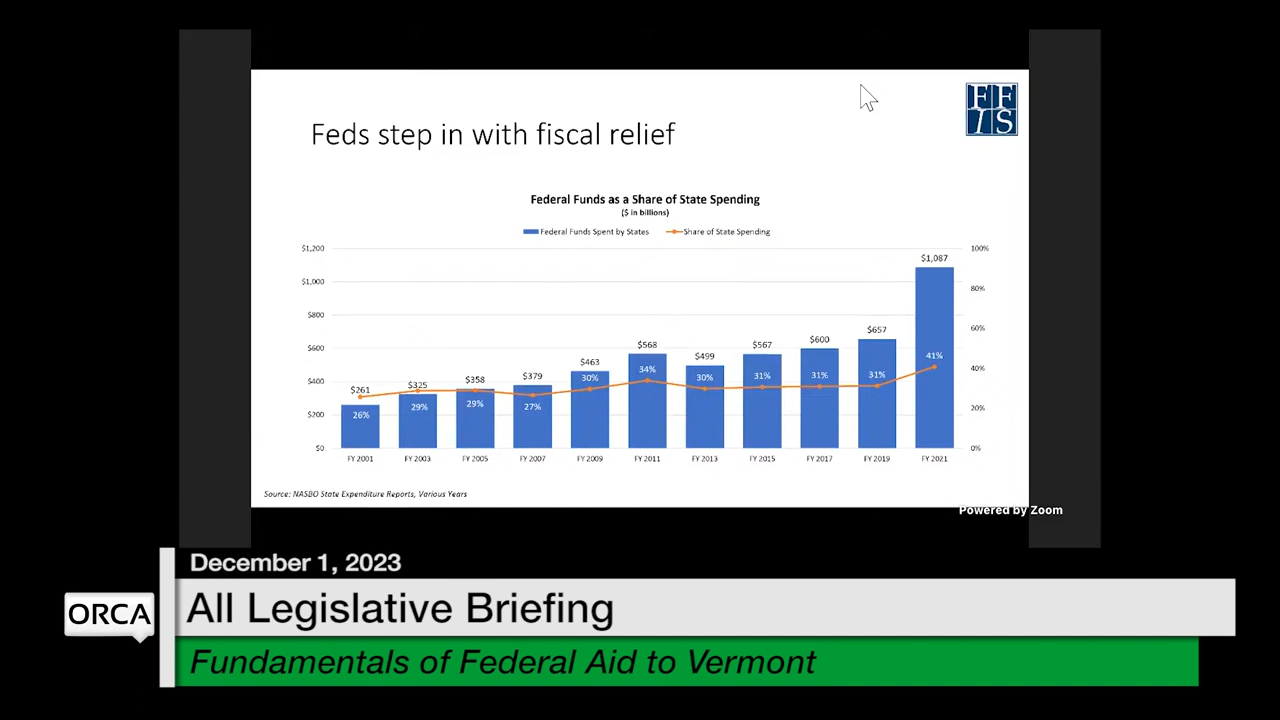 FF
IS
Feds step in with fiscal relief
Federal Funds as a Share of State Spending
($ in billions)
Federal Funds Spent by States Share of State Spending
$1,200 100%
$1,087
$1,000 80%
$800
60%
$657
$600 $568 $567 $600
$499
$463 41%
$400 $261 $325 $358 $379 30% 34% 30% 31% 31% 31% 40%
$200 26% 29% 29% 27% 20%
$0 0%
FY 2001 FY 2003 FY 2005 FY 2007 FY 2009 FY 2011 FY 2013 FY 2015 FY 2017 FY 2019 FY 2021
Source: NASBO State Expenditure Reports, Various Years
Powered by Zoom
December 1, 2023
ORCA
All Legislative Briefing
Fundamentals of Federal Aid to Vermont